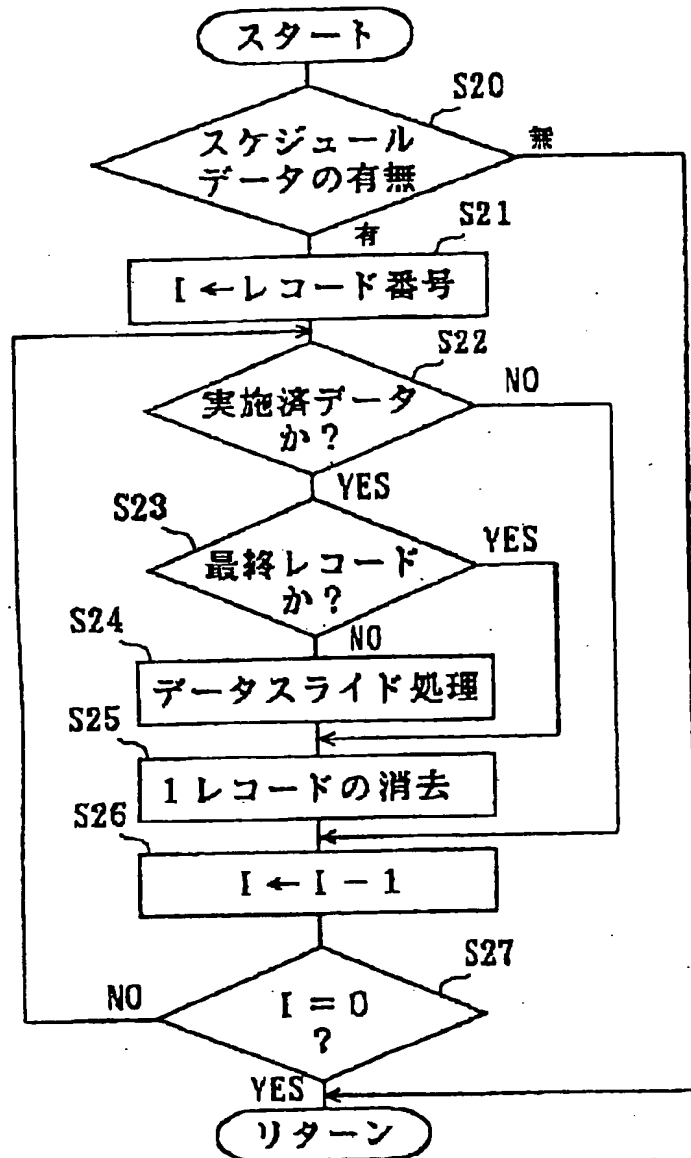 スタート
S20
スケジュール
データの有無
無
有
S21
I←レコード番号
S22
実施済データ
か?
NO
YES
S23
最終レコード
か?
YES
NO
S24
データスライド処理
S25
1レコードの消去
S26
I←I-1
S27
I=0
?
NO
YES
リターン